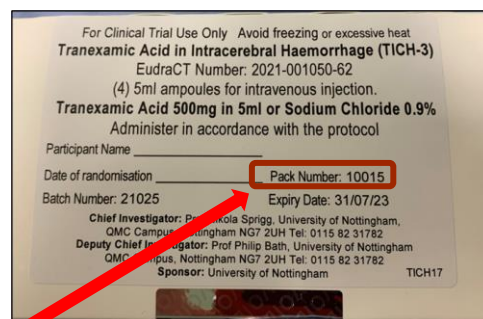 For Clinical Trial Use Only Avoid freezing or excessive heat
Tranexamic Acid in Intracerebral Haemorrhage (TICH-3)
EudraCT Number: 2021-001050-62
(4) 5ml ampoules for intravenous injection.
Tranexamic Acid 500mg in 5ml or Sodium Chloride 0.9%
Administer in accordance with the protocol
Participant Name
Date of randomisation Pack Number: 10015
Batch Number: 21025 Expiry Date: 31/07/23
Chief Investigator: Sprigg, University of Nottingham,
QMC Campus, Nottingham NG7 2UH Tel: 0115 82 31782
Deputy Chief Prof Philip Bath, University of Nottingham
QMC Nottingham NG7 2UH Tel: 0115 82 31782
Sponsor: University of Nottingham TICH17